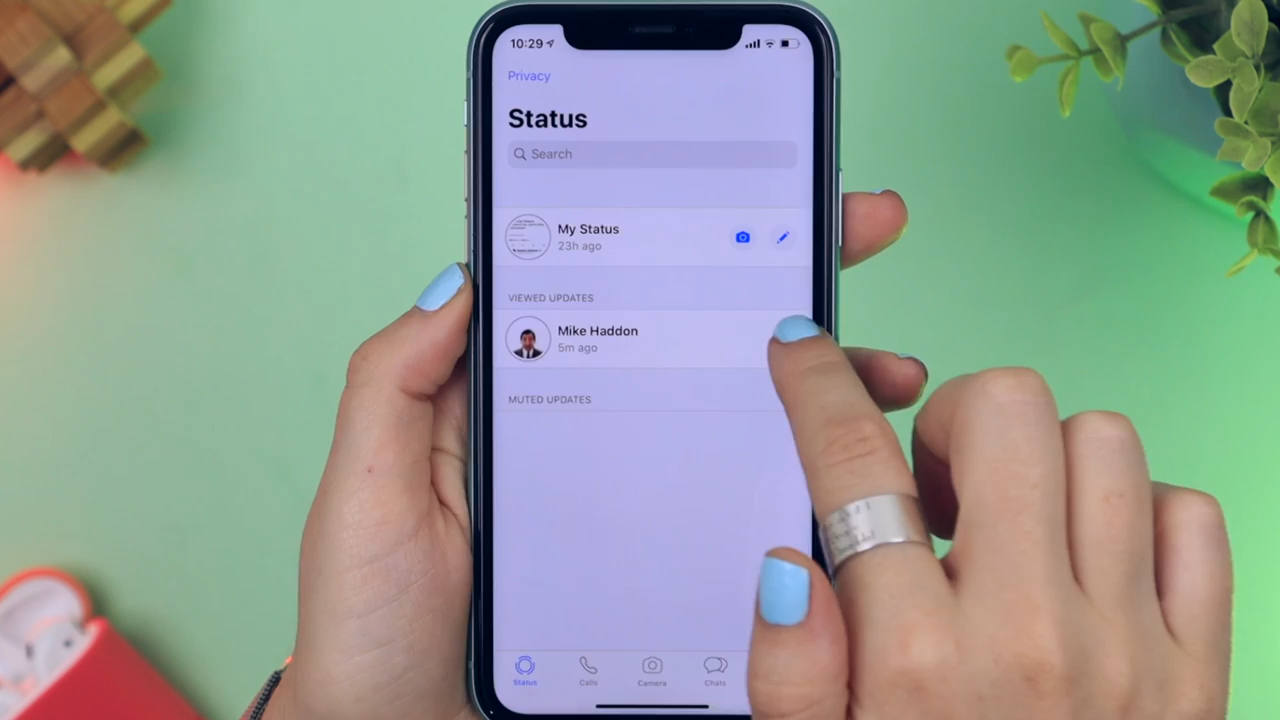 10:29
Privacy
Status
Search
My Status
23h ago
VIEWED UPDATES
Mike Haddon
5m ago
MUTED UPDATES
Status
Calls
Camera
Chats